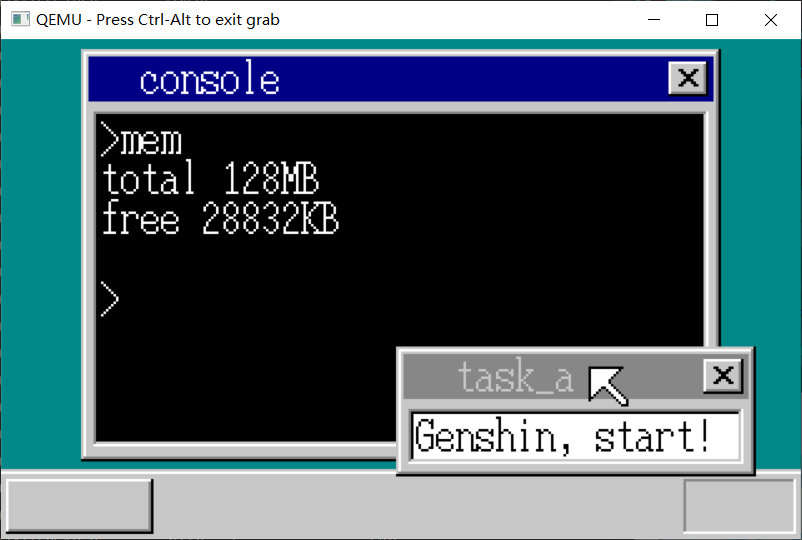 QEMU - Press Ctrl-Alt to exit grab
console
>mem
total 128MB
free 28832KB
>
task_a
Genshin, start!